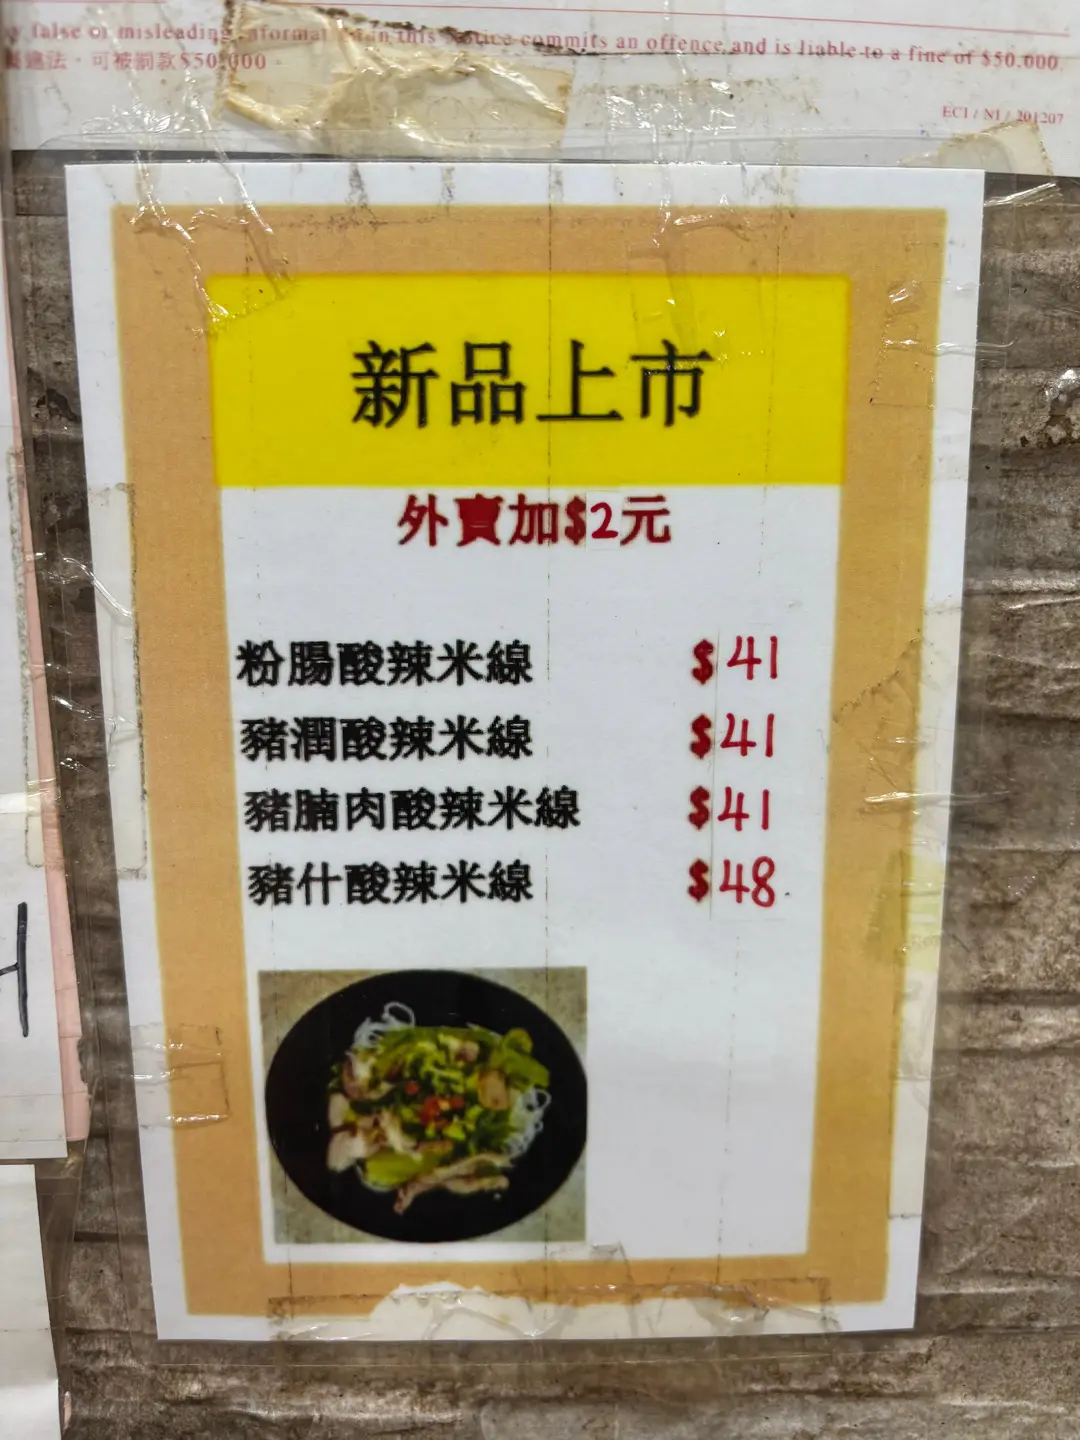 false or misleading in this notice commits an offence and is liable to a fine of $50,000
違法，可被罰款$50,000
ECI / NI / 201207
新品上市
外賣加$2元
粉腸酸辣米線 $41
豬潤酸辣米線 $41
豬腩肉酸辣米線 $41
豬什酸辣米線 $48